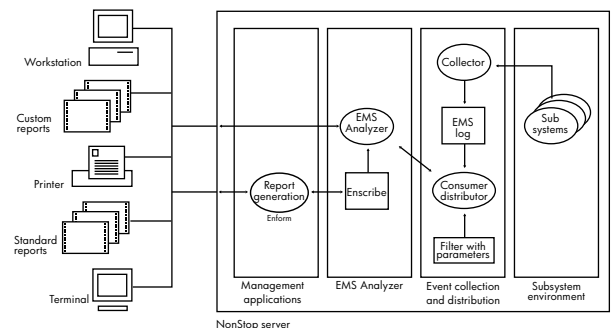 Workstation
Custom
reports
Printer
Standard
reports
Terminal
Report
generation
Enform
Management
applications
EMS
Analyzer
Enscribe
EMS Analyzer
Collector
EMS
log
Consumer
distributor
Filter with
parameters
Event collection
and distribution
Sub
systems
Subsystem
environment
NonStop server